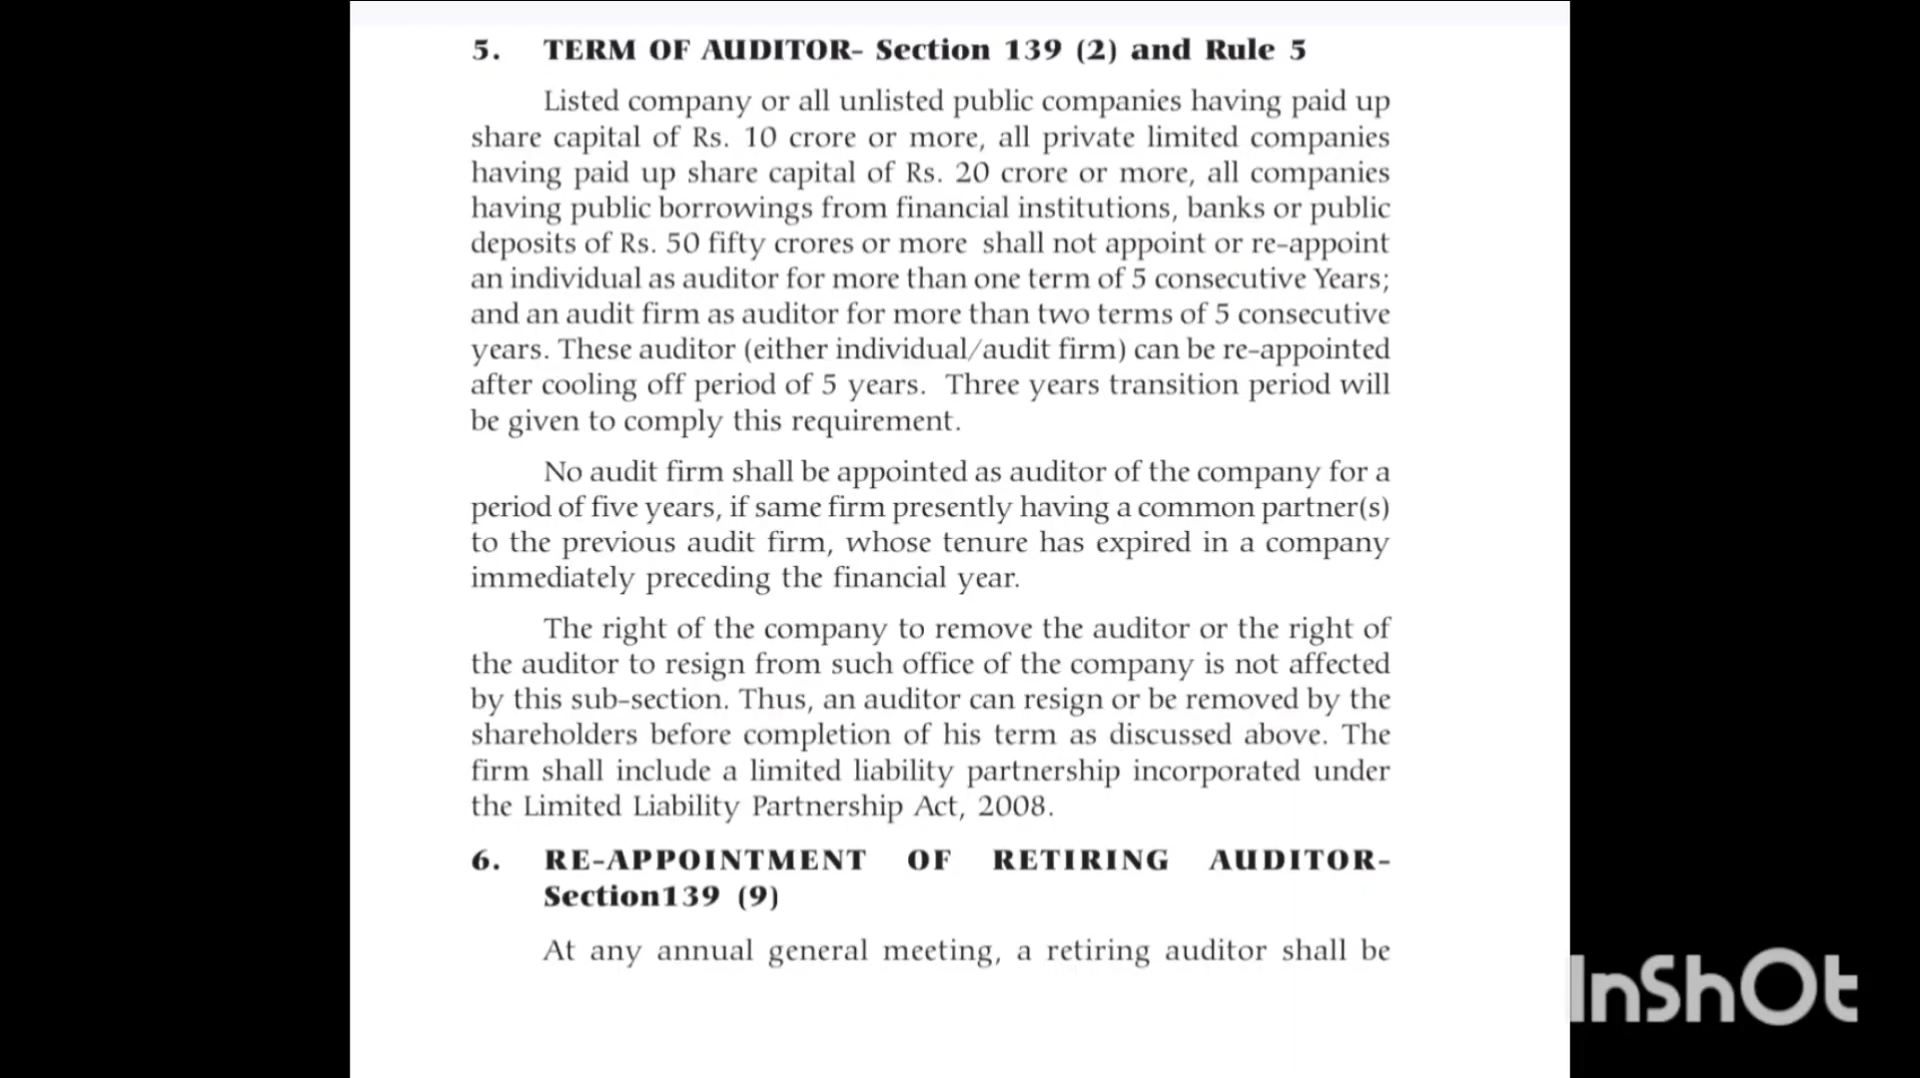 5. TERM OF AUDITOR- Section 139 (2) and Rule 5
Listed company or all unlisted public companies having paid up
share capital of Rs. 10 crore or more, all private limited companies
having paid up share capital of Rs. 20 crore or more, all companies
having public borrowings from financial institutions, banks or public
deposits of Rs. 50 fifty crores or more shall not appoint or re-appoint
an individual as auditor for more than one term of 5 consecutive Years;
and an audit firm as auditor for more than two terms of 5 consecutive
years. These auditor (either individual/audit firm) can be re-appointed
after cooling off period of 5 years. Three years transition period will
be given to comply this requirement.
No audit firm shall be appointed as auditor of the company for a
period of five years, if same firm presently having a common partner(s)
to the previous audit firm, whose tenure has expired in a company
immediately preceding the financial year.
The right of the company to remove the auditor or the right of
the auditor to resign from such office of the company is not affected
by this sub-section. Thus, an auditor can resign or be removed by the
shareholders before completion of his term as discussed above. The
firm shall include a limited liability partnership incorporated under
the Limited Liability Partnership Act, 2008.
6. RE-APPOINTMENT OF RETIRING AUDITOR-
Section139 (9)
At any annual general meeting, a retiring auditor shall be
InShOt